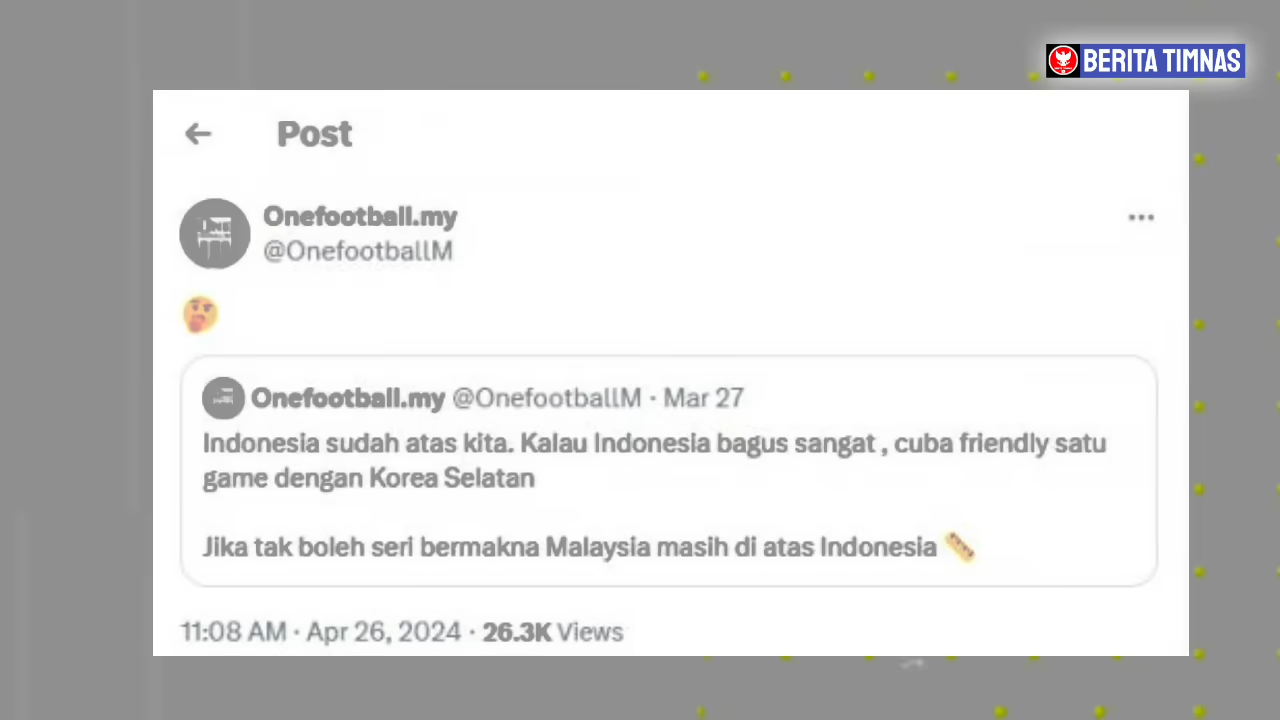 BERITA TIMNAS
Post
Onefootball.my
@OnefootballM
Onefootball.my @OnefootballM · Mar 27
Indonesia sudah atas kita. Kalau Indonesia bagus sangat , cuba friendly satu
game dengan Korea Selatan
Jika tak boleh seri bermakna Malaysia masih di atas Indonesia
11:08 AM · Apr 26, 2024 · 26.3K Views